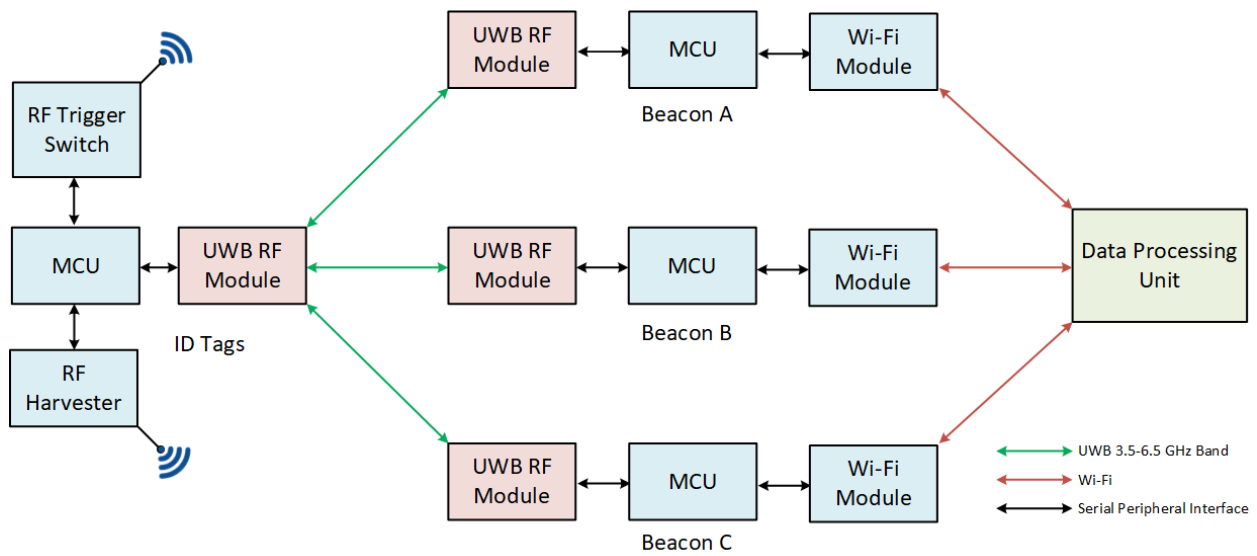 UWB RF
Module
MCU
Wi-Fi
Module
Beacon A
RF Trigger
Switch
MCU
UWB RF
Module
ID Tags
UWB RF
Module
MCU
Wi-Fi
Module
Beacon B
Data Processing
Unit
RF
Harvester
UWB RF
Module
MCU
Wi-Fi
Module
Beacon C
UWB 3.5-6.5 GHz Band
Wi-Fi
Serial Peripheral Interface